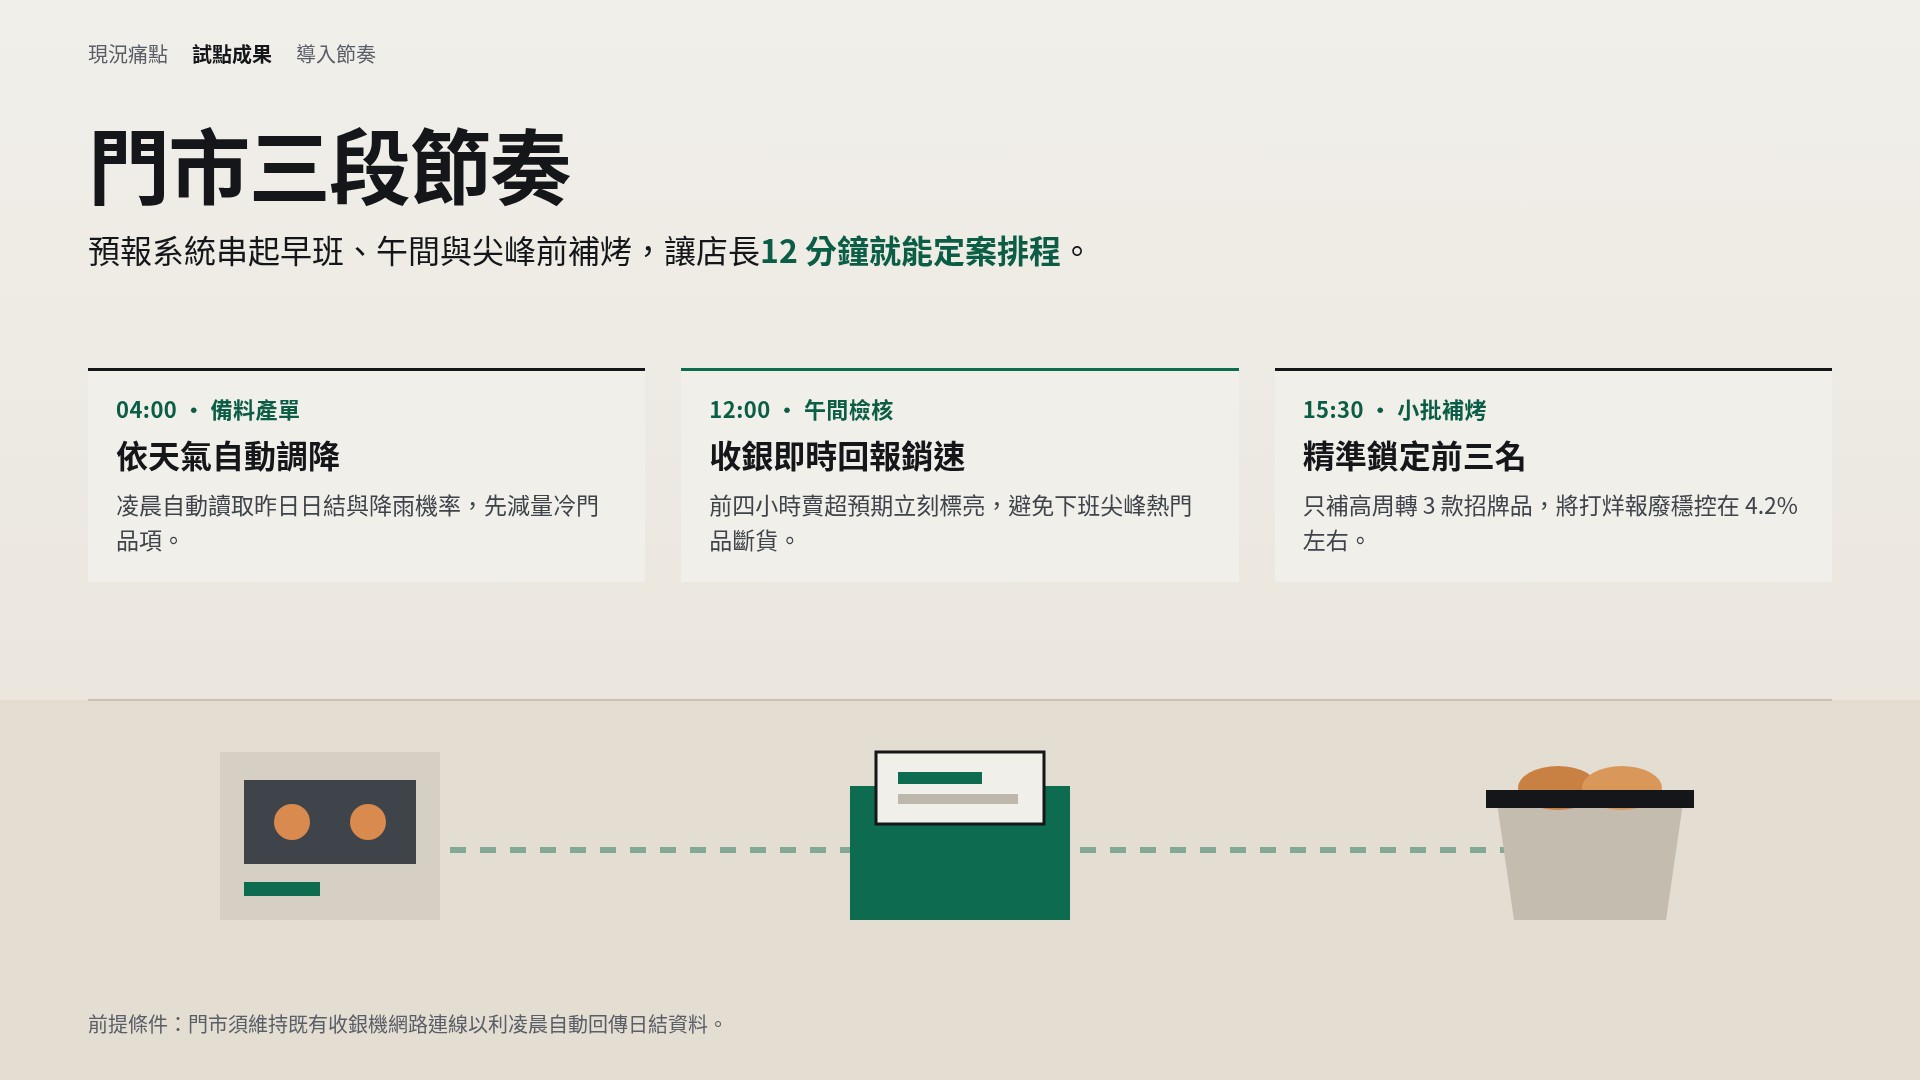 現況痛點 試點成果 導入節奏
門市三段節奏
預報系統串起早班、午間與尖峰前補烤，讓店長12 分鐘就能定案排程。
04:00 · 備料產單
依天氣自動調降
凌晨自動讀取昨日日結與降雨機率，先減量冷門
品項。
12:00 · 午間檢核
收銀即時回報銷速
前四小時賣超預期立刻標亮，避免下班尖峰熱門
品斷貨。
15:30 · 小批補烤
精準鎖定前三名
只補高周轉 3 款招牌品，將打烊報廢穩控在 4.2%
左右。
前提條件：門市須維持既有收銀機網路連線以利凌晨自動回傳日結資料。